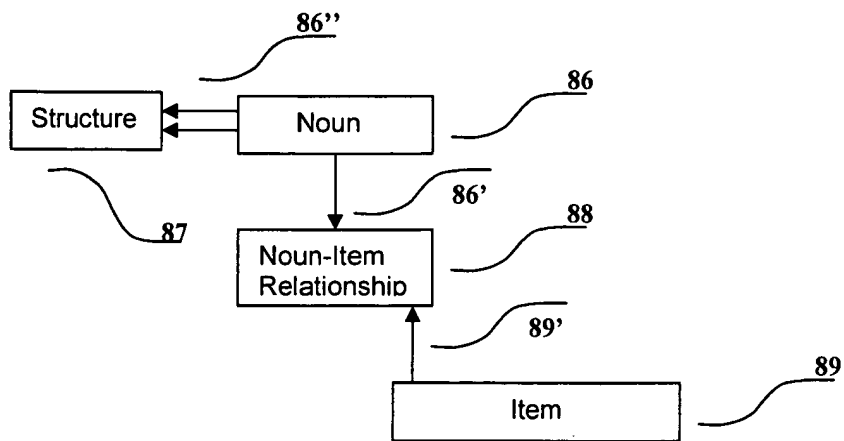 86’’
86
Structure
Noun
86’
87
88
Noun-Item
Relationship
89’
89
Item